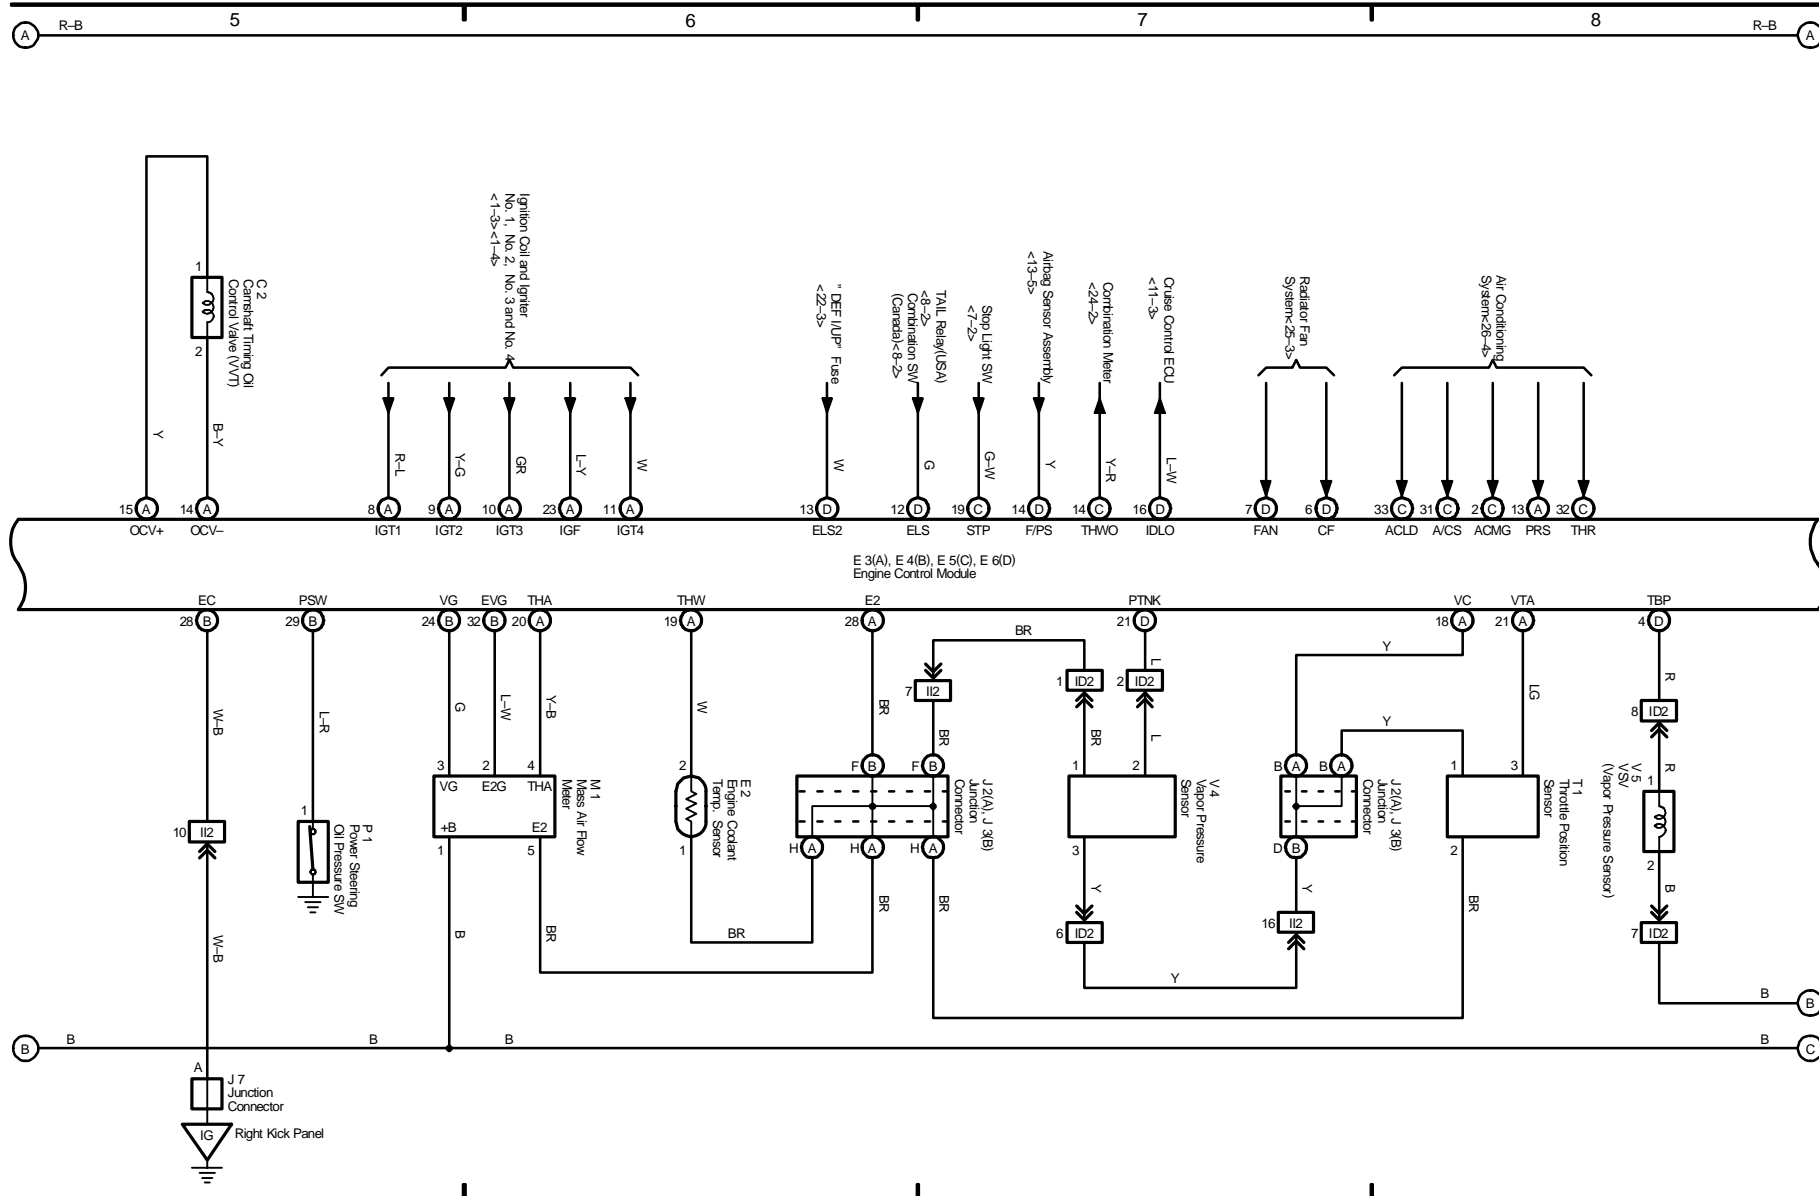 5 6 7 8
A R–B R–B A
Ignition Coil and Igniter
No. 1, No. 2, No. 3 and No. 4
<1–3><1–4>
C 2
Camshaft Timing Oil
Control Valve (VVT)
1
2
" DEF I/UP" Fuse
<22–3>
TAIL Relay(USA)
<8–2>
Combination SW
(Canada)<8–2>
Stop Light SW
<7–2>
Airbag Sensor Assembly
<13–5>
Combination Meter
<24–2>
Cruise Control ECU
<11–3>
Radiator Fan
System<25–3>
Air Conditioning
System<26–4>
Y B–Y R–L Y–G GR L–Y W W G G–W Y Y–R L–W
15 A 14 A 8 A 9 A 10 A 23 A 11 A 13 D 12 D 19 C 14 D 14 C 16 D 7 D 6 D 33 C 31 C 2 C 13 A 32 C
OCV+ OCV– IGT1 IGT2 IGT3 IGF IGT4 ELS2 ELS STP F/PS THWO IDLO FAN CF ACLD A/CS ACMG PRS THR
E 3(A), E 4(B), E 5(C), E 6(D)
Engine Control Module
EC PSW VG EVG THA THW E2 PTNK VC VTA TBP
28 B 29 B 24 B 32 B 20 A 19 A 28 A 21 D 18 A 21 A 4 D
BR Y
L R
1 ID2 2 ID2
7 II2
8 ID2
W–B L–R G L–W Y–B W BR BR BR L Y LG R
3 2 4 2 F B F B 1 2 B A B A 1 3 1
VG E2G THA
+B E2
M 1
Mass Air Flow
Meter
E 2
Engine Coolant
Temp. Sensor
J 2(A), J 3(B)
Junction
Connector
V 4
Vapor Pressure
Sensor
J 2(A), J 3(B)
Junction
Connector
T 1
Throttle Position
Sensor
V 5
VSV
(Vapor Pressure Sensor)
1
P 1
Power Steering
Oil Pressure SW
10 II2
1 5 1 H A H A H A 3 D B 2 2
BR BR Y Y BR B
16 II2
6 ID2 7 ID2
W–B B BR BR
Y
B B
B B B B B C
A
J 7
Junction
Connector
IG Right Kick Panel